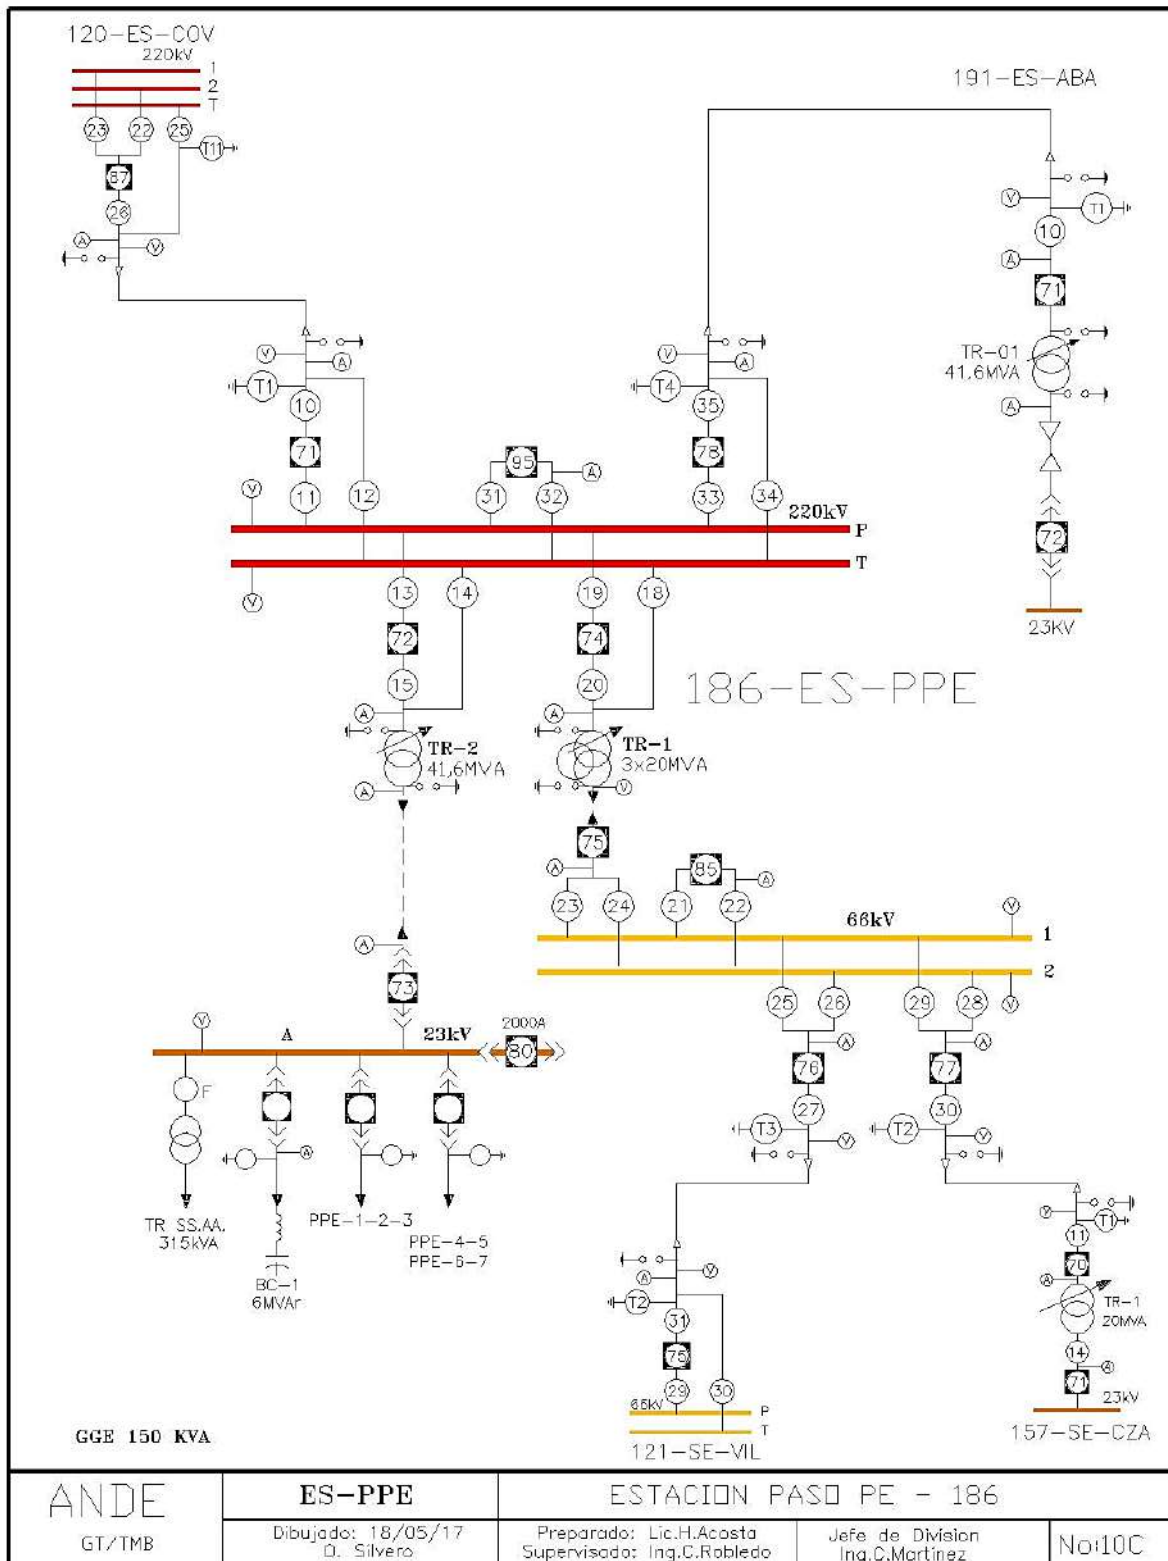 120-ES-COV
220kV
1
2
T
23
22
25
T11
87
26
A
V
191-ES-ABA
V
T1
10
A
71
TR-01
41,6MVA
A
72
23KV
V
A
T1
10
71
11
12
V
V
A
T4
35
78
33
34
95
31
32
A
V
220kV
P
T
13
14
72
15
A
TR-2
41,6MVA
A
19
18
74
20
A
TR-1
3x20MVA
V
186-ES-PPE
75
A
23
24
85
21
22
A
66kV
V
1
2
V
A
73
V
A
23kV
2000A
80
F
TR SS.AA.
315kVA
A
BC-1
6MVAr
PPE-1-2-3
PPE-4-5
PPE-6-7
25
26
A
76
27
T3
V
29
28
A
77
30
T2
V
V
T1
11
70
A
TR-1
20MVA
14
A
71
23kV
157-SE-CZA
V
A
T2
31
75
29
30
66kV
P
T
121-SE-VIL
GGE 150 KVA
ANDE
GT/TMB
ES-PPE
Dibujado: 18/05/17
O. Silvero
ESTACION PASO PE - 186
Preparado: Lic.H.Acosta
Supervisado: Ing.C.Robledo
Jefe de Division
Ing.C.Martinez
No:10C